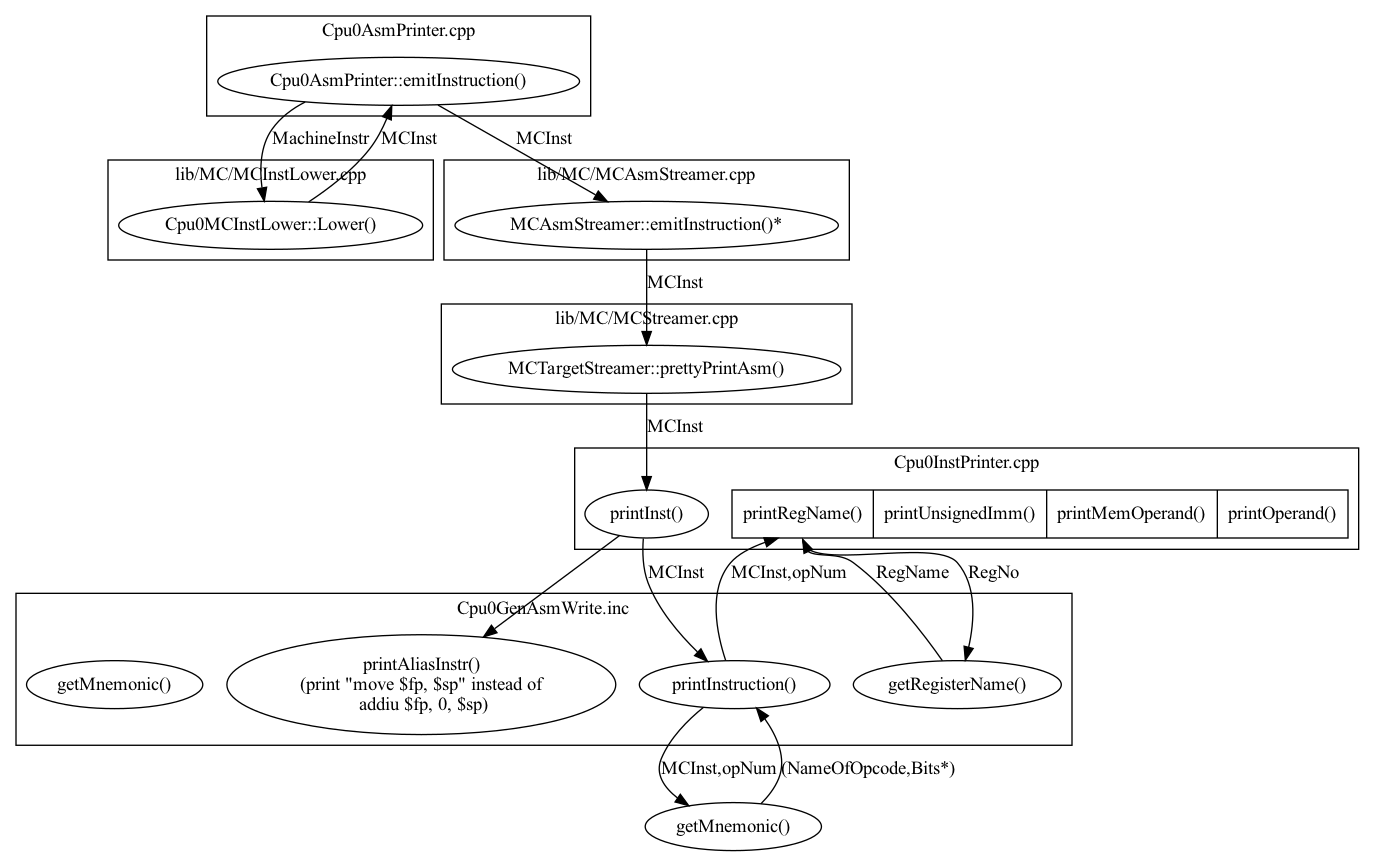 Cpu0AsmPrinter.cpp
Cpu0AsmPrinter::emitInstruction()
MachineInstr
MCInst
MCInst
lib/MC/MCInstLower.cpp
lib/MC/MCAsmStreamer.cpp
Cpu0MCInstLower::Lower()
MCAsmStreamer::emitInstruction()*
MCInst
lib/MC/MCStreamer.cpp
MCTargetStreamer::prettyPrintAsm()
MCInst
Cpu0InstPrinter.cpp
printInst()
printRegName()
printUnsignedImm()
printMemOperand()
printOperand()
MCInst
MCInst,opNum
RegName
RegNo
Cpu0GenAsmWrite.inc
getMnemonic()
printAliasInstr()
(print "move $fp, $sp" instead of
addiu $fp, 0, $sp)
printInstruction()
getRegisterName()
MCInst,opNum
(NameOfOpcode,Bits*)
getMnemonic()